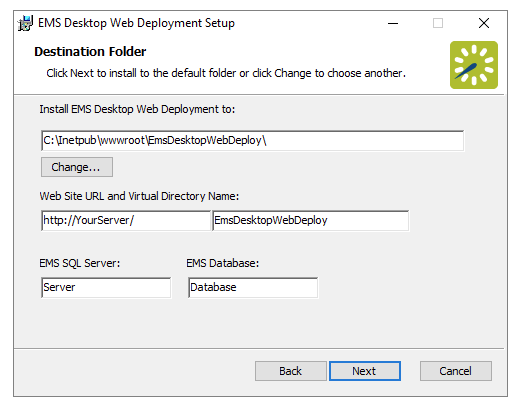 EMS Desktop Web Deployment Setup
Destination Folder
Click Next to install to the default folder or click Change to choose another.
Install EMS Desktop Web Deployment to:
C:\Inetpub\wwwroot\EmsDesktopWebDeploy\
Change...
Web Site URL and Virtual Directory Name:
http://YourServer/ EmsDesktopWebDeploy
EMS SQL Server: EMS Database:
Server Database
Back Next Cancel